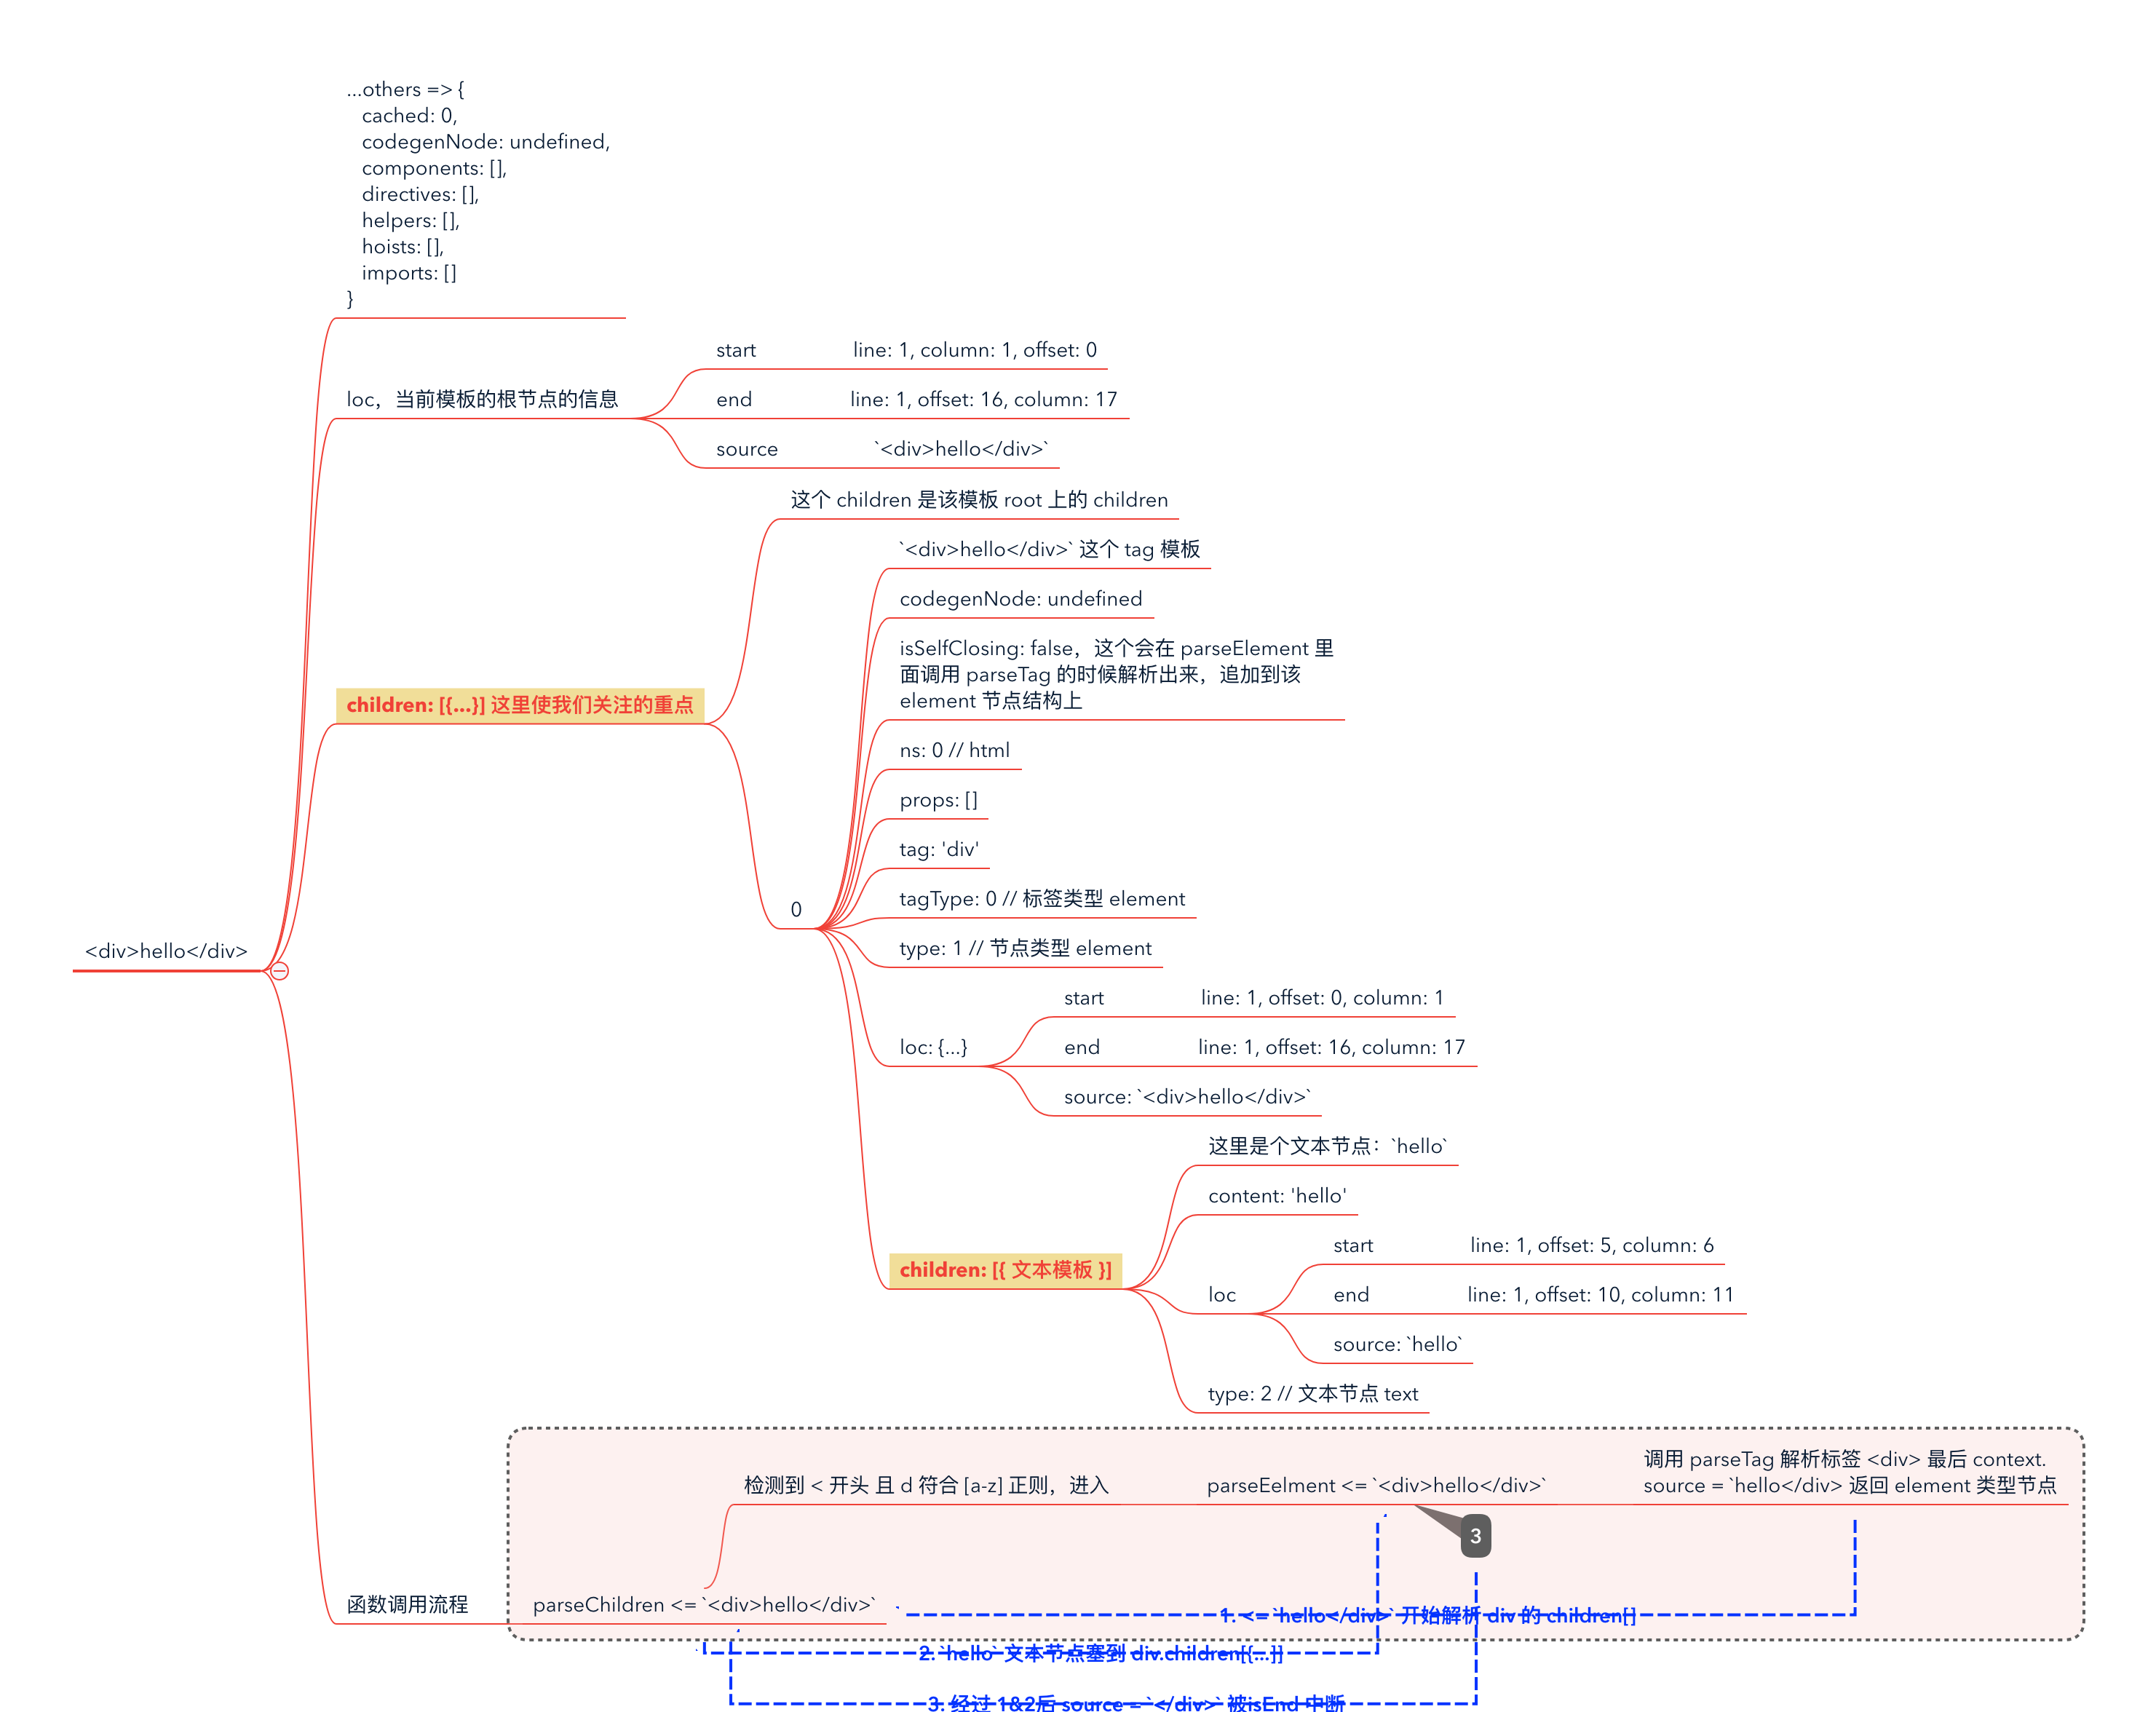 ...others => {
cached: 0,
codegenNode: undefined,
components: [],
directives: [],
helpers: [],
hoists: [],
imports: []
}
start line: 1, column: 1, offset: 0
loc，当前模板的根节点的信息
end line: 1, offset: 16, column: 17
source `<div>hello</div>`
这个 children 是该模板 root 上的 children
`<div>hello</div>` 这个 tag 模板
codegenNode: undefined
isSelfClosing: false，这个会在 parseElement 里
面调用 parseTag 的时候解析出来，追加到该
element 节点结构上
children: [{...}] 这里使我们关注的重点
ns: 0 // html
props: []
tag: 'div'
tagType: 0 // 标签类型 element
0
type: 1 // 节点类型 element
<div>hello</div>
start line: 1, offset: 0, column: 1
loc: {...}
end line: 1, offset: 16, column: 17
source: `<div>hello</div>`
这里是个文本节点：`hello`
content: 'hello'
start line: 1, offset: 5, column: 6
children: [{ 文本模板 }]
loc
end line: 1, offset: 10, column: 11
source: `hello`
type: 2 // 文本节点 text
检测到 < 开头 且 d 符合 [a-z] 正则，进入
parseEelment <= `<div>hello</div>`
调用 parseTag 解析标签 <div> 最后 context.
source = `hello</div> 返回 element 类型节点
3
函数调用流程
parseChildren <= `<div>hello</div>`
1. <= `hello</div>` 开始解析 div 的 children[]
2. `hello` 文本节点塞到 div.children[{...}]
3. 经过 1&2后 source = `</div>` 被isEnd 中断